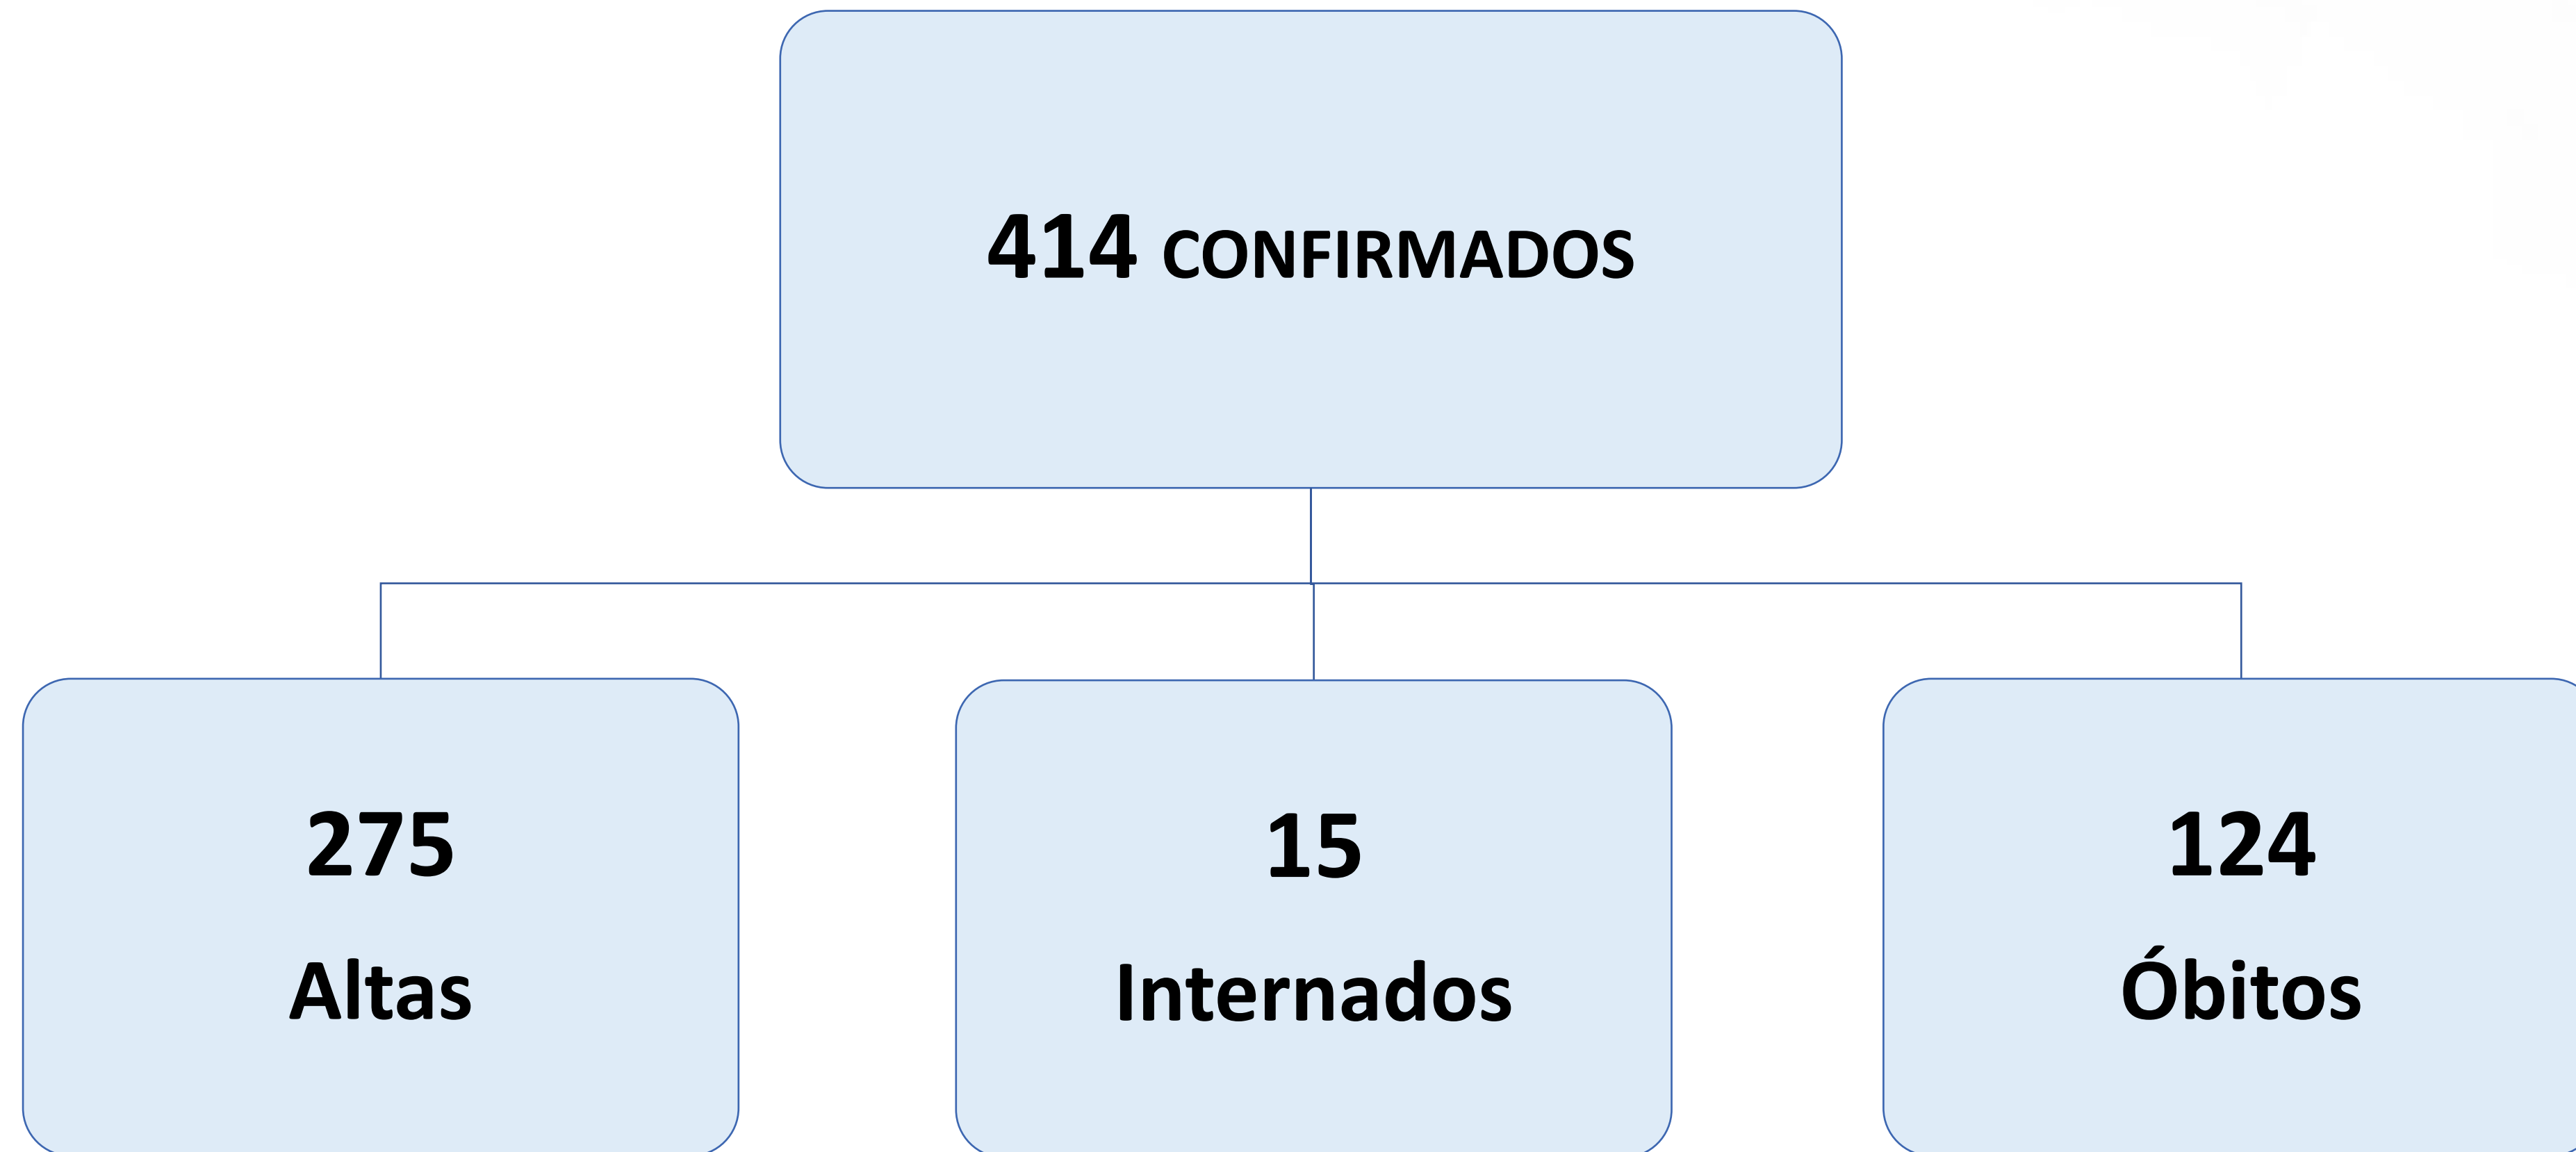 414 CONFIRMADOS
275
Altas
15
Internados
124
Óbitos